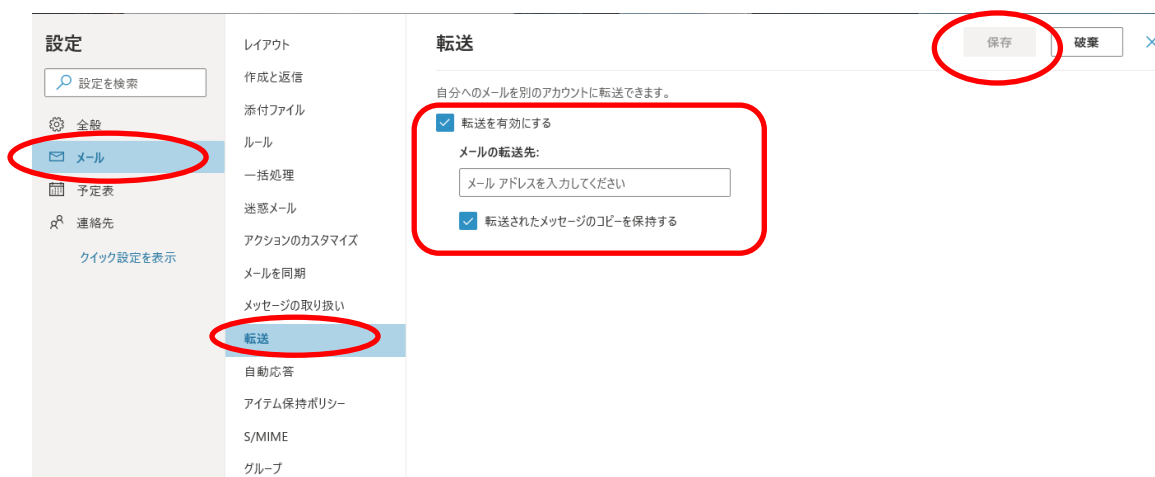 設定
設定を検索
全般
メール
予定表
連絡先
クイック設定を表示
レイアウト
作成と返信
添付ファイル
ルール
一括処理
迷惑メール
アクションのカスタマイズ
メールを同期
メッセージの取り扱い
転送
自動応答
アイテム保持ポリシー
S/MIME
グループ
転送
保存
破棄
自分へのメールを別のアカウントに転送できます。
転送を有効にする
メールの転送先:
メール アドレスを入力してください
転送されたメッセージのコピーを保持する